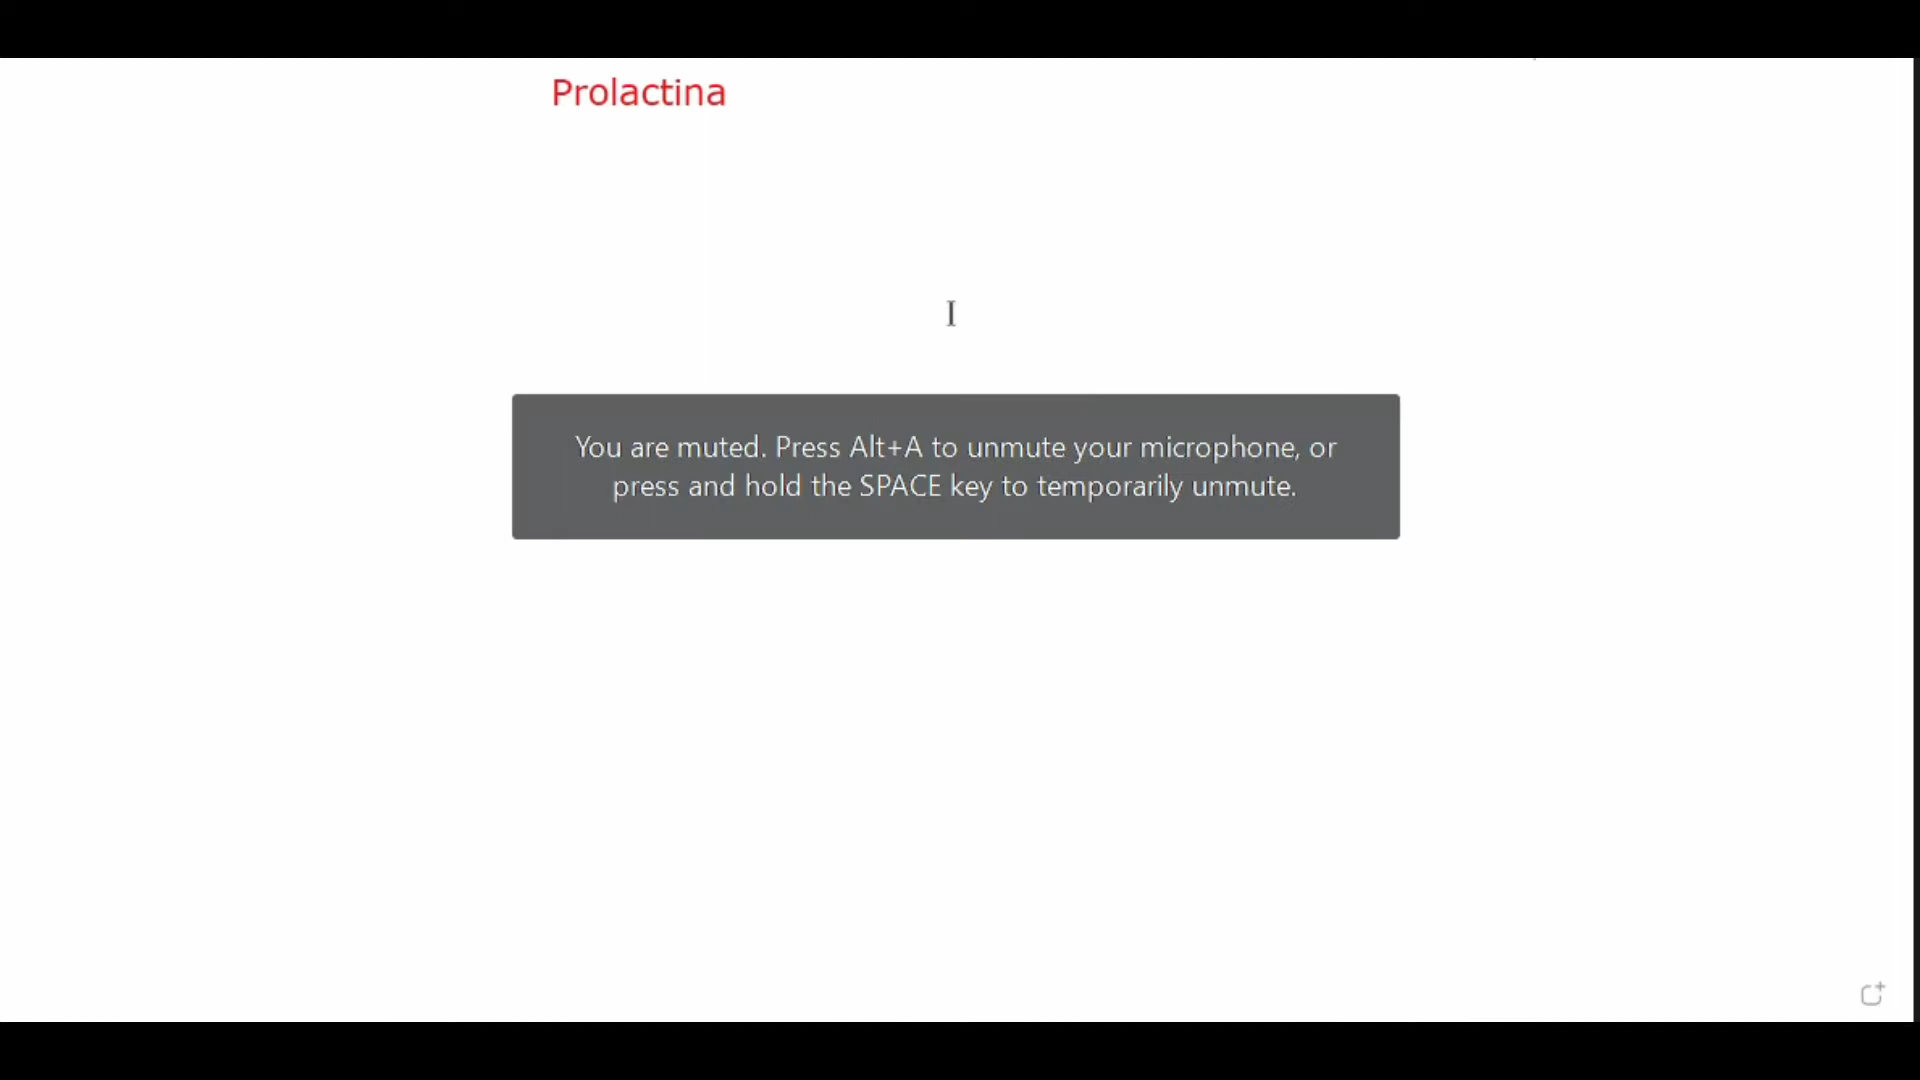 Prolactina
You are muted. Press Alt+A to unmute your microphone, or
press and hold the SPACE key to temporarily unmute.